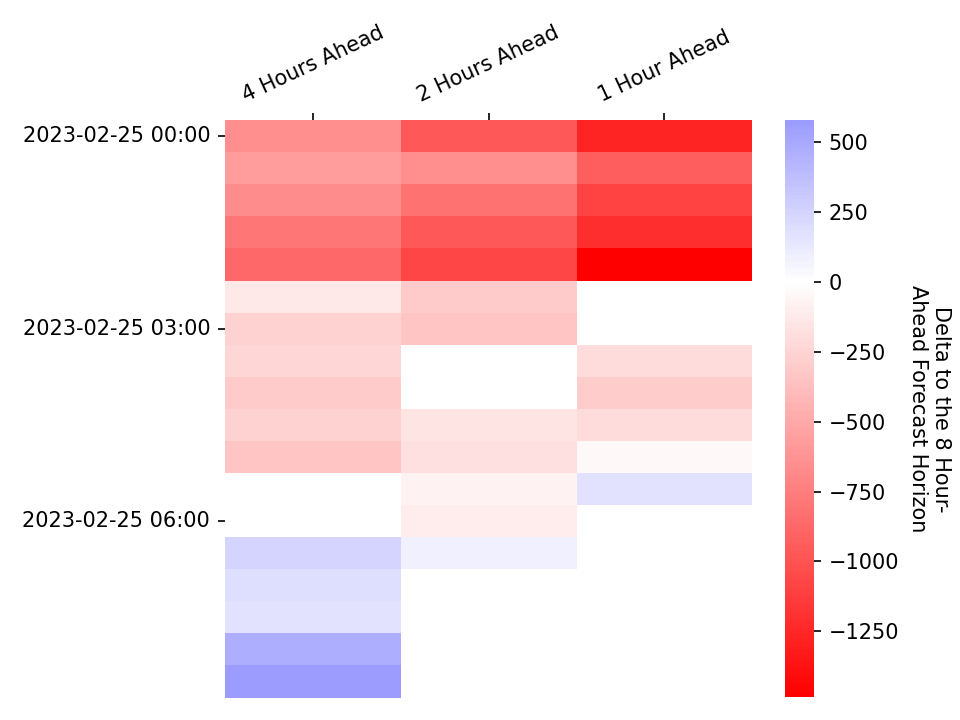 4 Hours Ahead
2 Hours Ahead
1 Hour Ahead
2023-02-25 00:00
2023-02-25 03:00
2023-02-25 06:00
500
250
0
−250
−500
−750
−1000
−1250
Delta to the 8 Hour-
Ahead Forecast Horizon